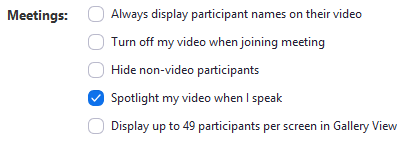 Meetings: Always display participant names on their video
Turn off my video when joining meeting
Hide non-video participants
Spotlight my video when I speak
Display up to 49 participants per screen in Gallery View